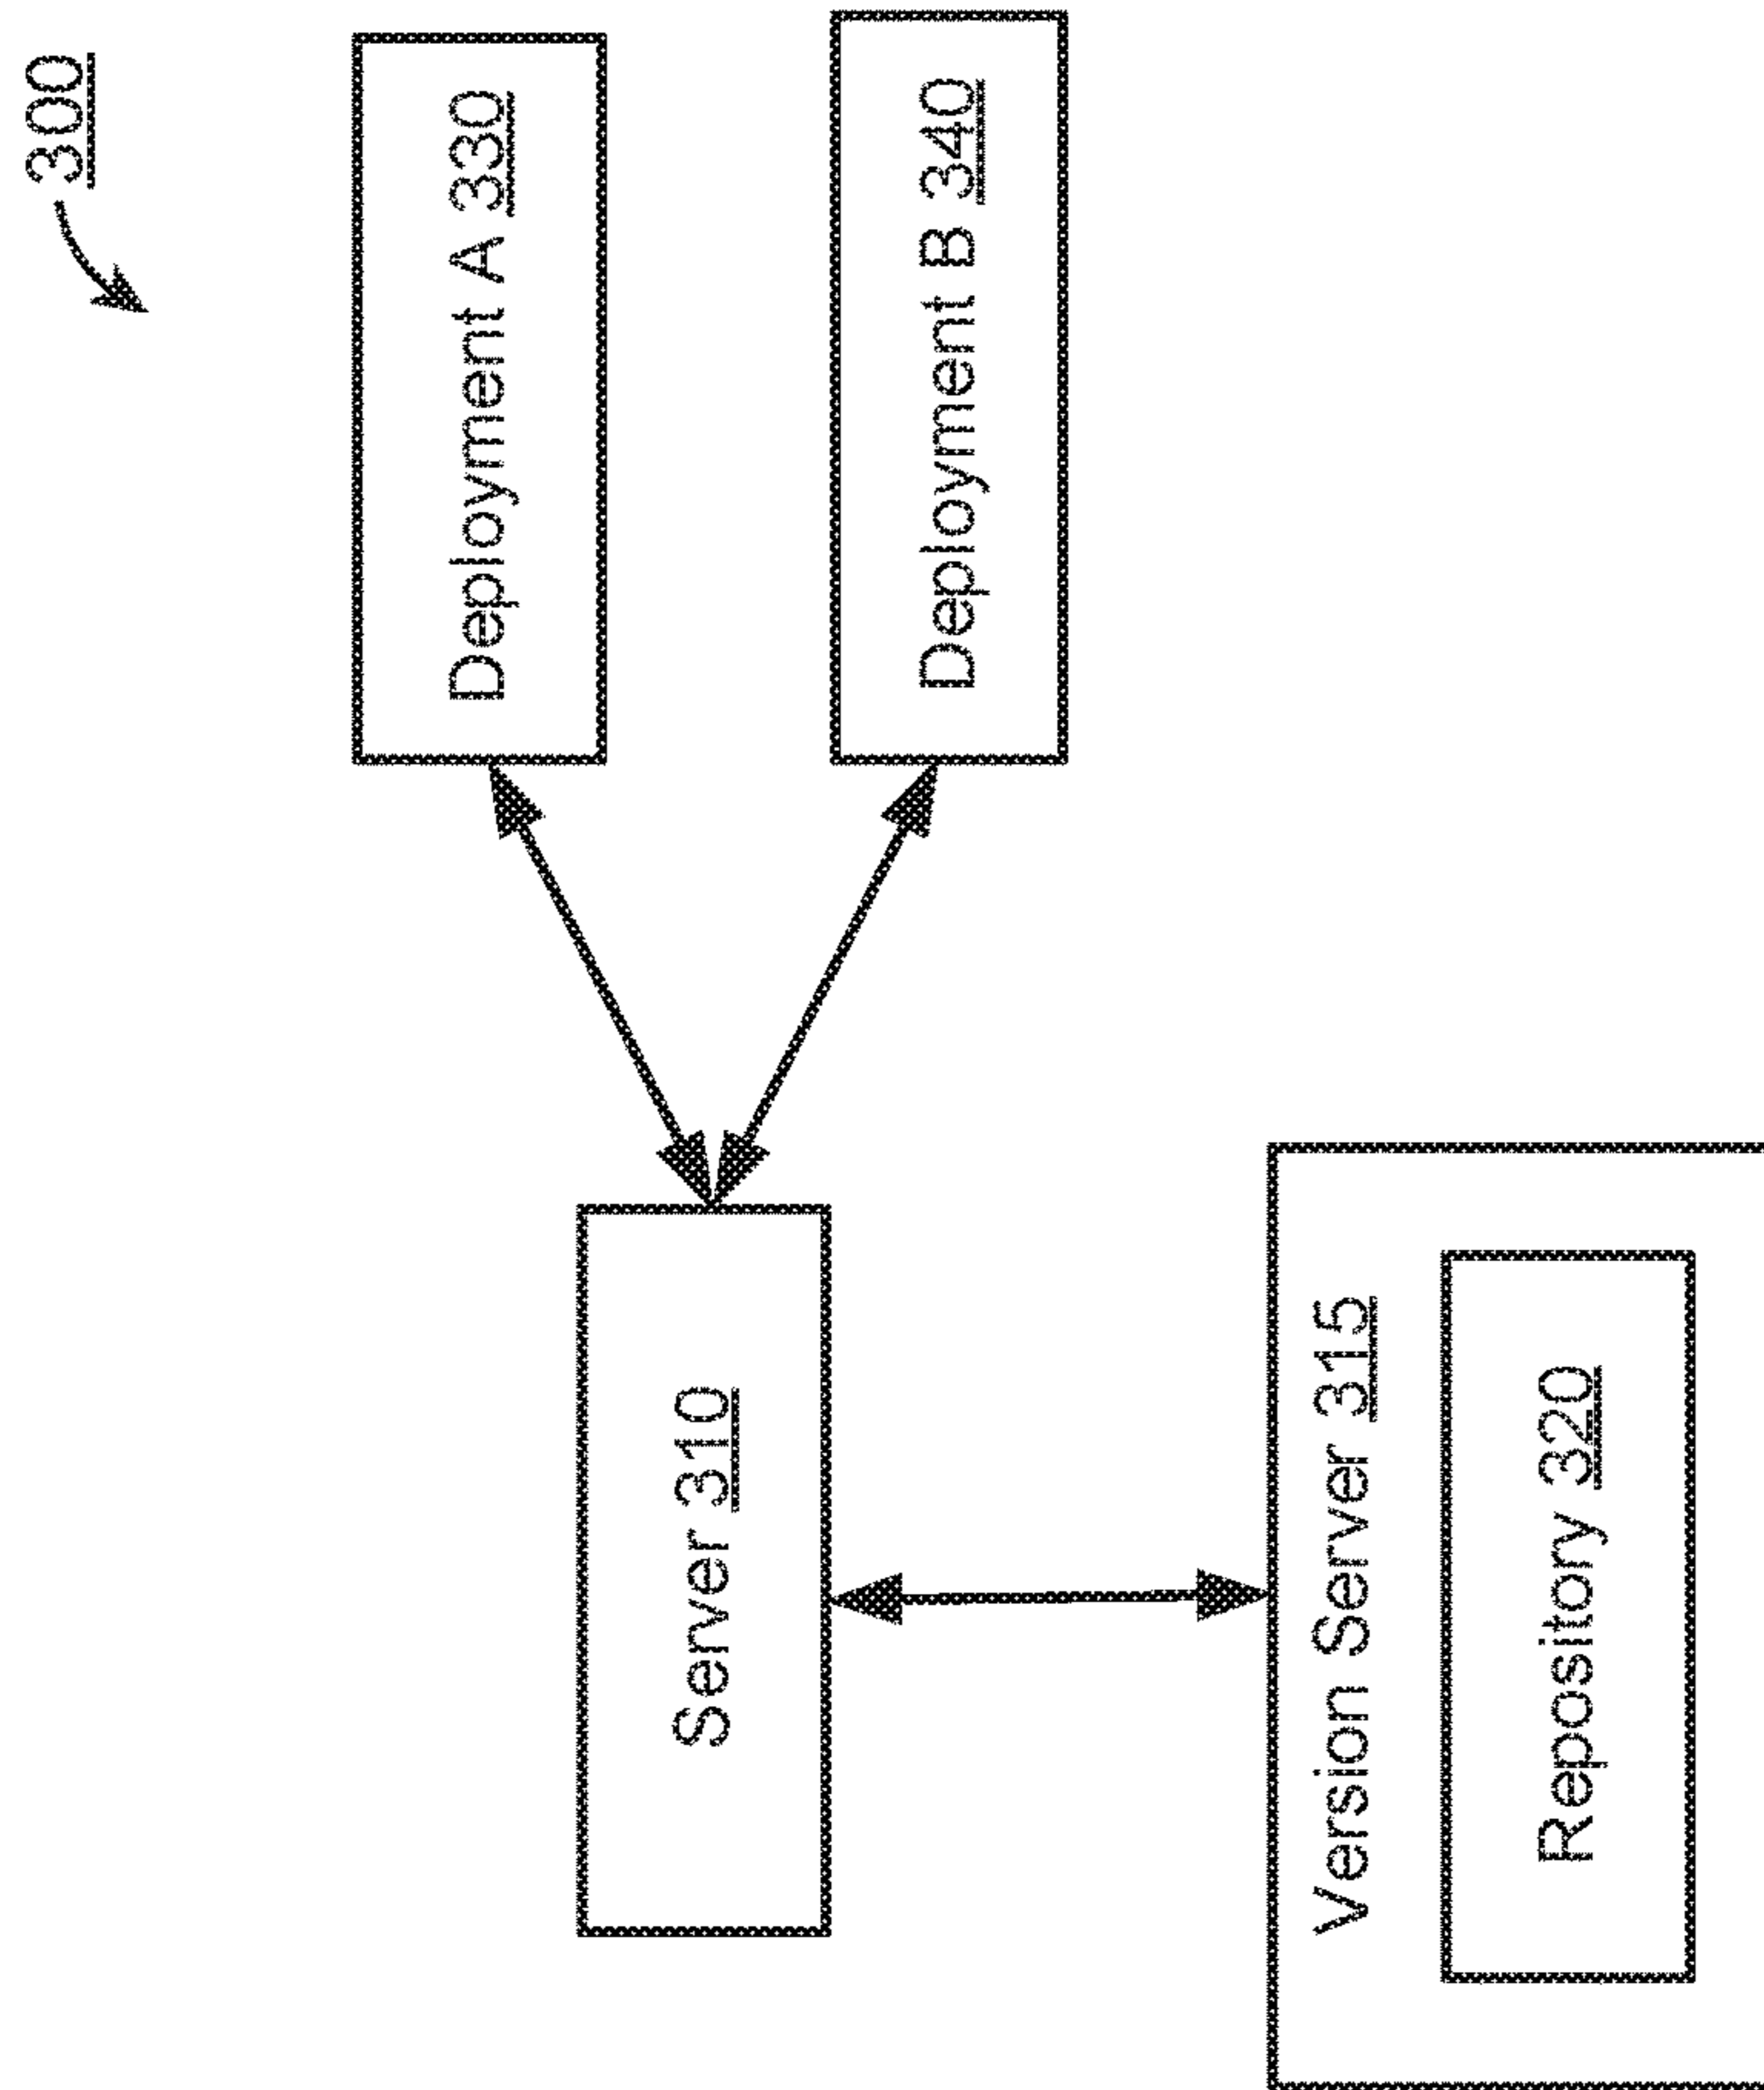 300
Deployment A 330
Deployment B 340
Server 310
Version Server 315
Repository 320